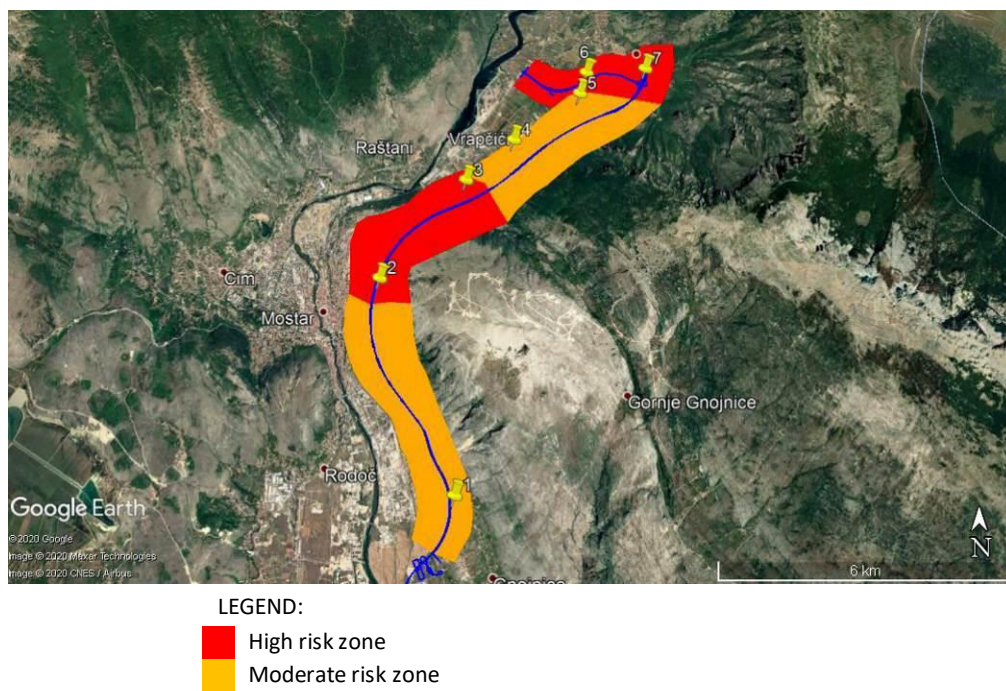 6
7
5
4
Vrapčići
Raštani
3
2
Cim
Mostar
Gornje Gnojnice
1
Rodoč
Google Earth
© 2020 Google
Image © 2020 Maxar Technologies
Image © 2020 CNES / Airbus
Gnojnice
N
6 km
LEGEND:
High risk zone
Moderate risk zone